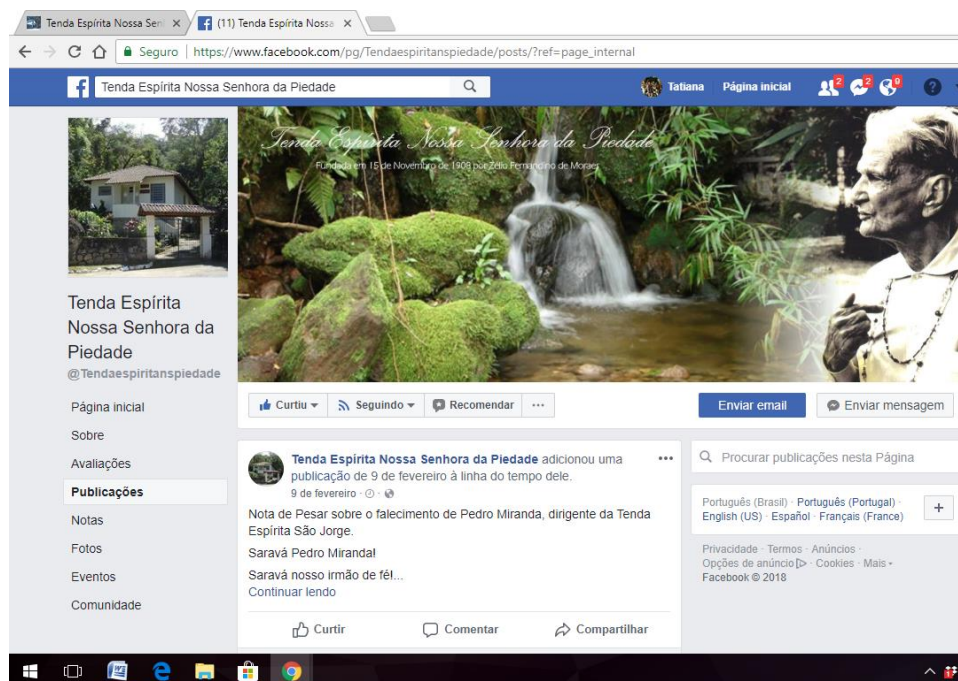 Tenda Espírita Nossa Sen
(11) Tenda Espírita Nossa
Seguro | https://www.facebook.com/pg/Tendaespiritanspiedade/posts/?ref=page_internal
Tenda Espírita Nossa Senhora da Piedade
Tatiana Página inicial 2 2 9
Tenda Espírita Nossa Senhora da Piedade
Fundada em 15 de Novembro de 1908 por Zélio Fernandino de Moraes
Tenda Espírita
Nossa Senhora da
Piedade
@Tendaespiritanspiedade
Página inicial
Sobre
Avaliações
Publicações
Notas
Fotos
Eventos
Comunidade
Curtiu Seguindo Recomendar ...
Enviar email Enviar mensagem
Tenda Espírita Nossa Senhora da Piedade adicionou uma
publicação de 9 de fevereiro à linha do tempo dele.
9 de fevereiro
Nota de Pesar sobre o falecimento de Pedro Miranda, dirigente da Tenda
Espírita São Jorge.
Saravá Pedro Miranda!
Saravá nosso irmão de fé!...
Continuar lendo
Curtir Comentar Compartilhar
Procurar publicações nesta Página
Português (Brasil) · Português (Portugal) ·
English (US) · Español · Français (France)
Privacidade · Termos · Anúncios ·
Opções de anúncio · Cookies · Mais
Facebook © 2018